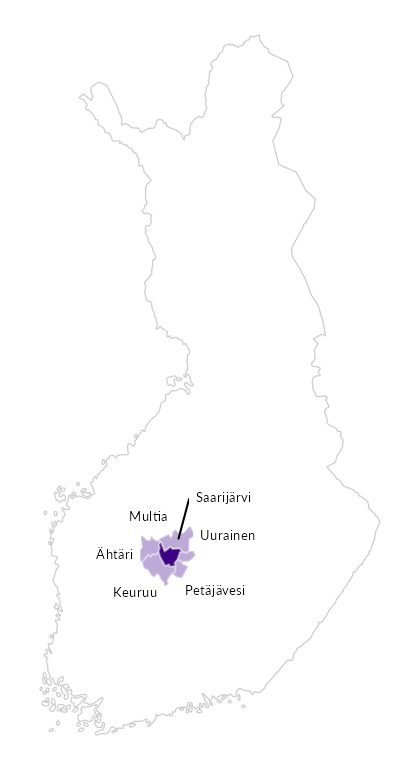 Saarijärvi
Multia
Uurainen
Ähtäri
Keuruu
Petäjävesi